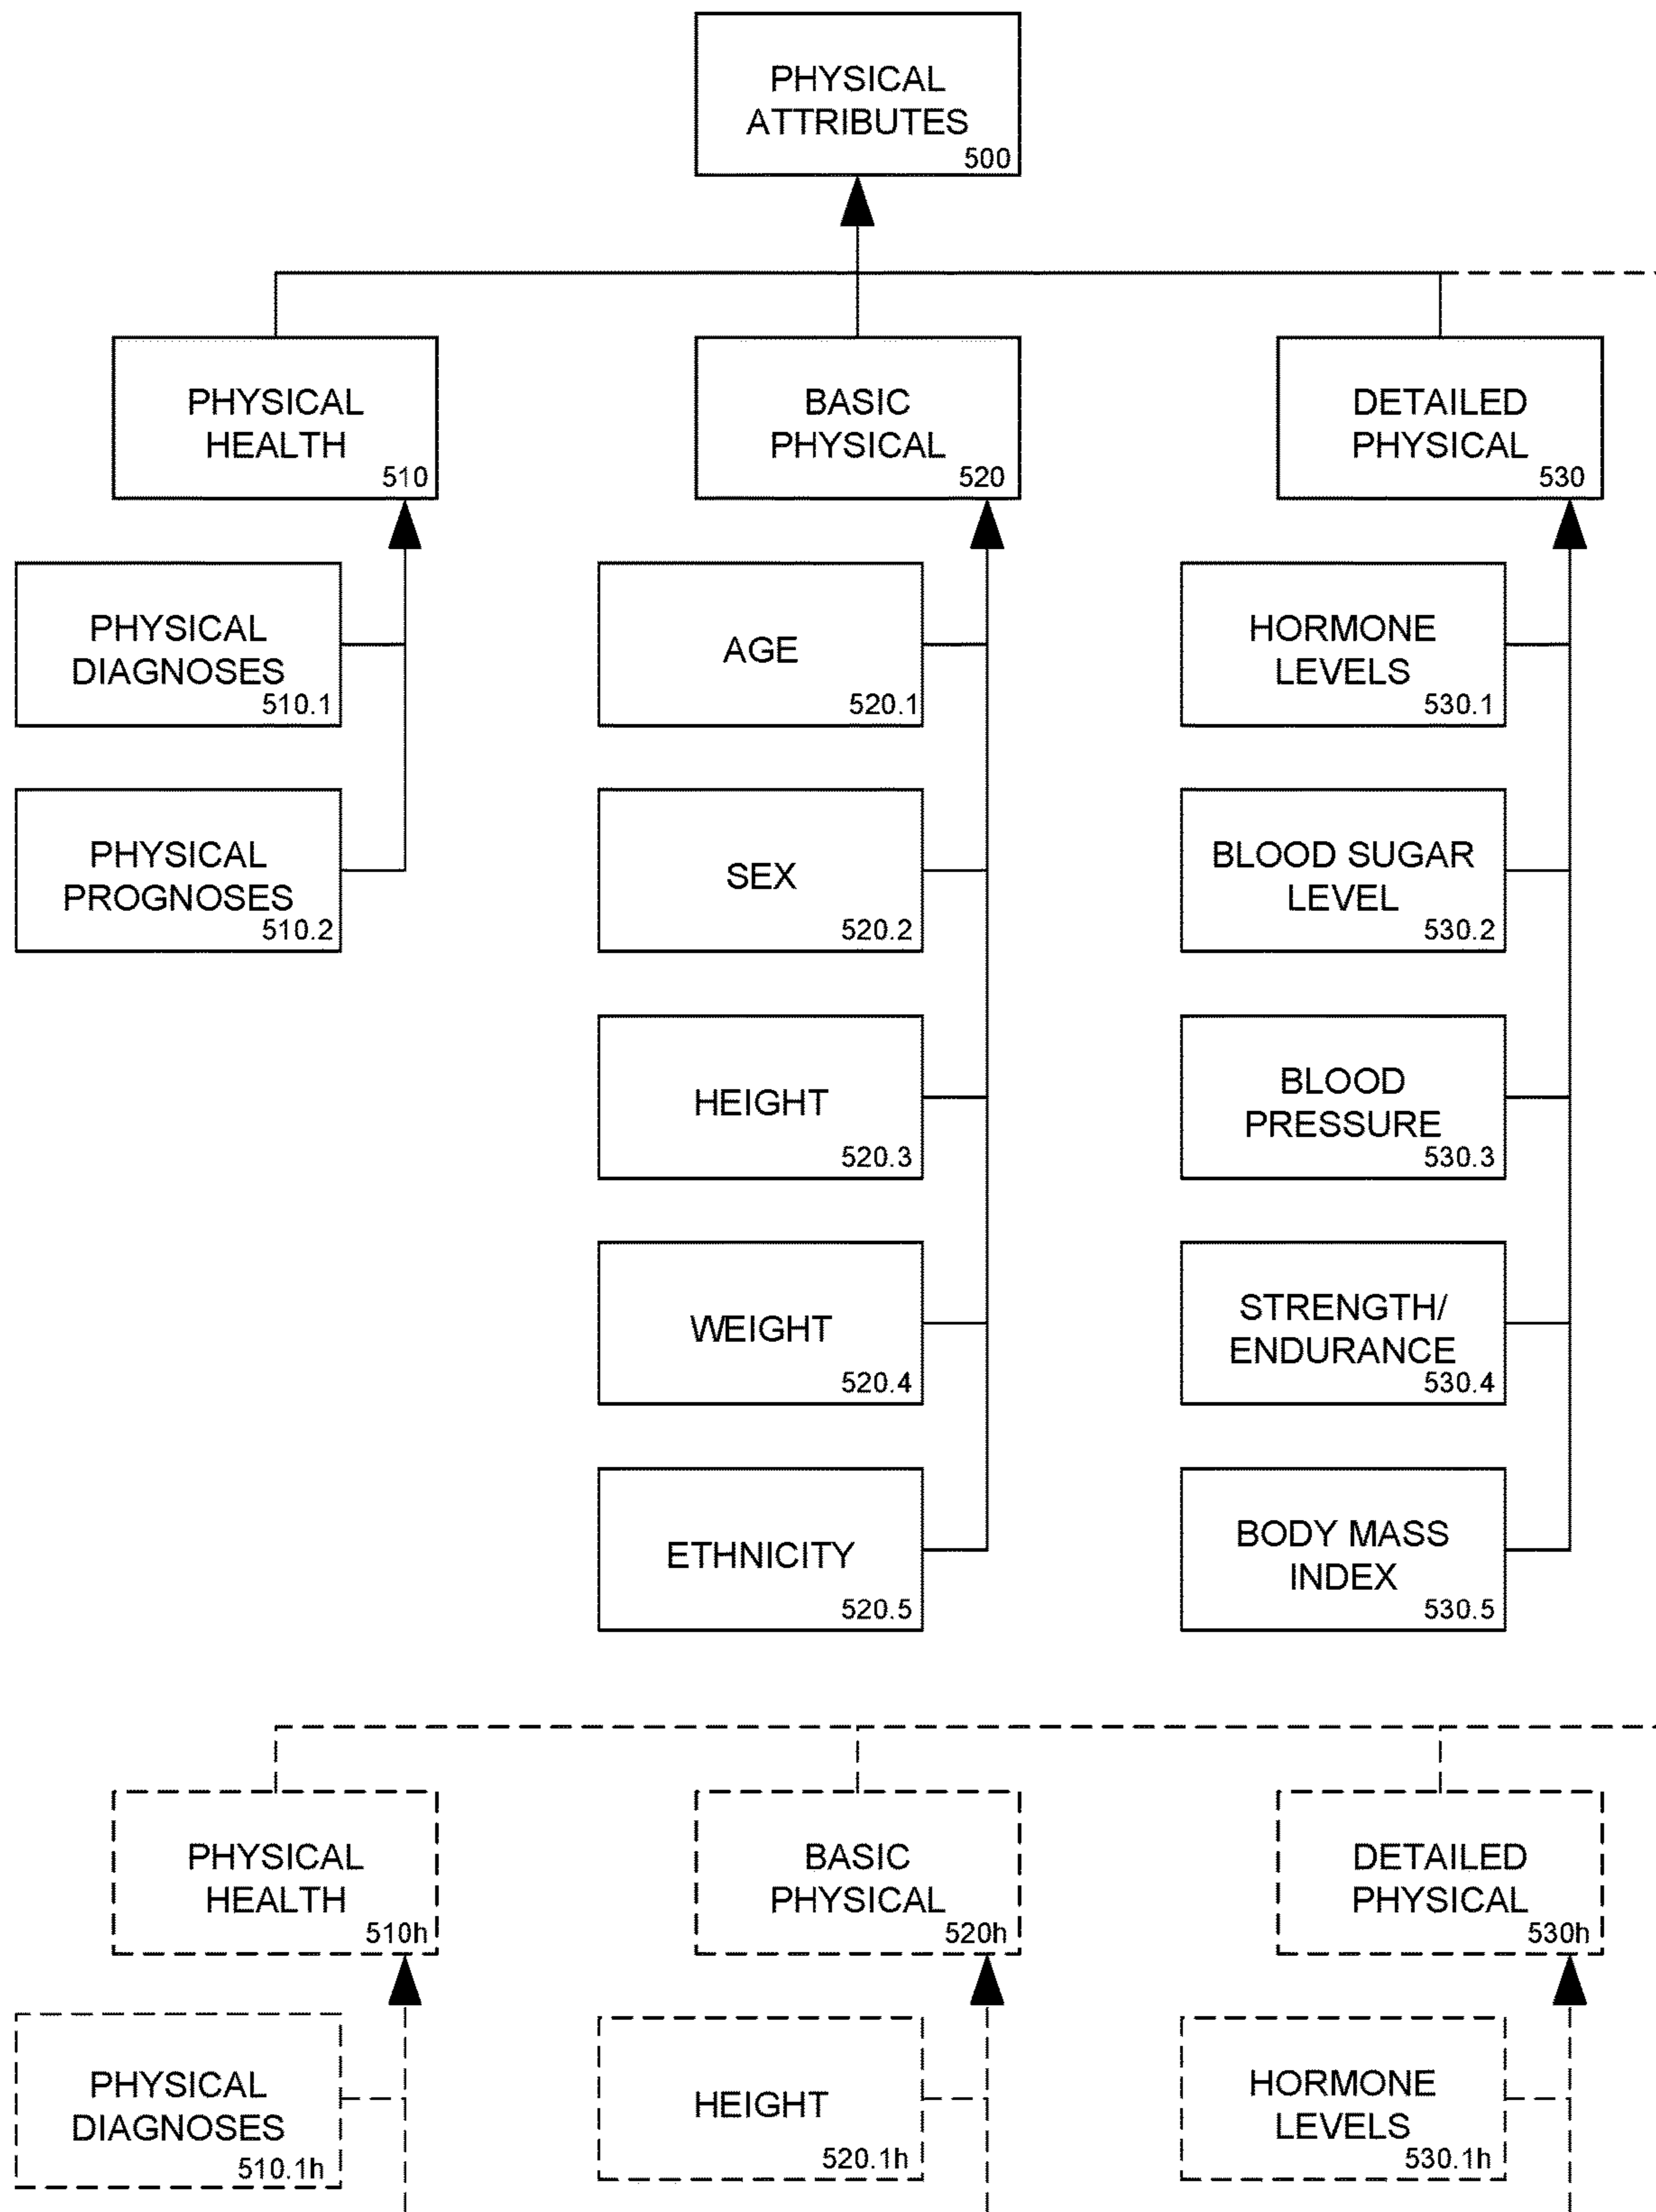 PHYSICAL
ATTRIBUTES
500
PHYSICAL
HEALTH
510
BASIC
PHYSICAL
520
DETAILED
PHYSICAL
530
PHYSICAL
DIAGNOSES
510.1
AGE
520.1
HORMONE
LEVELS
530.1
PHYSICAL
PROGNOSES
510.2
SEX
520.2
BLOOD SUGAR
LEVEL
530.2
HEIGHT
520.3
BLOOD
PRESSURE
530.3
WEIGHT
520.4
STRENGTH/
ENDURANCE
530.4
ETHNICITY
520.5
BODY MASS
INDEX
530.5
PHYSICAL
HEALTH
510h
BASIC
PHYSICAL
520h
DETAILED
PHYSICAL
530h
PHYSICAL
DIAGNOSES
510.1h
HEIGHT
520.1h
HORMONE
LEVELS
530.1h